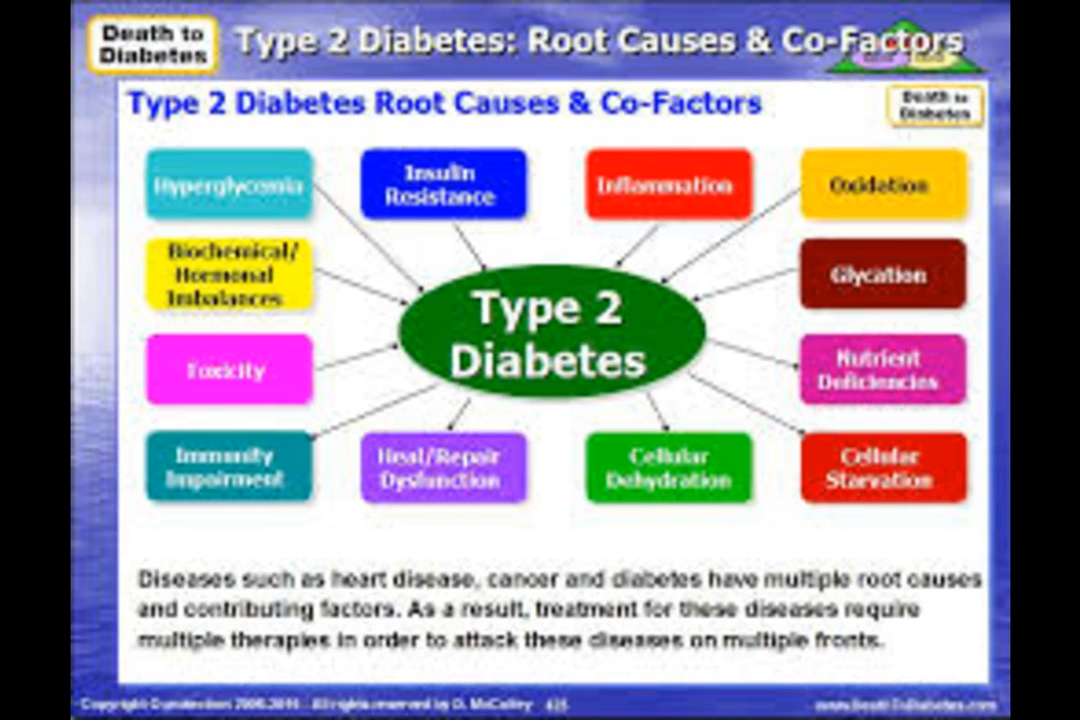 Death to
Diabetes
Type 2 Diabetes: Root Causes & Co-Factors
Type 2 Diabetes Root Causes & Co-Factors
Death to
Diabetes
Hyperglycemia
Insulin
Resistance
Inflammation
Oxidation
Biochemical/
Hormonal
Imbalances
Glycation
Type 2
Diabetes
Toxicity
Nutrient
Deficiencies
Immunity
Impairment
Heal/Repair
Dysfunction
Cellular
Dehydration
Cellular
Starvation
Diseases such as heart disease, cancer and diabetes have multiple root causes
and contributing factors. As a result, treatment for these diseases require
multiple therapies in order to attack these diseases on multiple fronts.
Copyright All rights reserved by D. McCulley
www.DeathToDiabetes.com